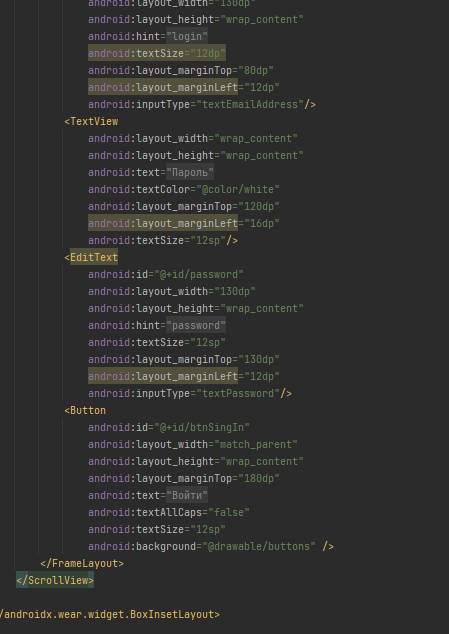 android:layout_width="130dp"
android:layout_height="wrap_content"
android:hint="login"
android:textSize="12dp"
android:layout_marginTop="80dp"
android:layout_marginLeft="12dp"
android:inputType="textEmailAddress"/>
<TextView
android:layout_width="wrap_content"
android:layout_height="wrap_content"
android:text="Пароль"
android:textColor="@color/white"
android:layout_marginTop="120dp"
android:layout_marginLeft="16dp"
android:textSize="12sp"/>
<EditText
android:id="@+id/password"
android:layout_width="130dp"
android:layout_height="wrap_content"
android:hint="password"
android:textSize="12sp"
android:layout_marginTop="130dp"
android:layout_marginLeft="12dp"
android:inputType="textPassword"/>
<Button
android:id="@+id/btnSingIn"
android:layout_width="match_parent"
android:layout_height="wrap_content"
android:layout_marginTop="180dp"
android:text="Войти"
android:textAllCaps="false"
android:textSize="12sp"
android:background="@drawable/buttons" />
</FrameLayout>
</ScrollView>
/androidx.wear.widget.BoxInsetLayout>